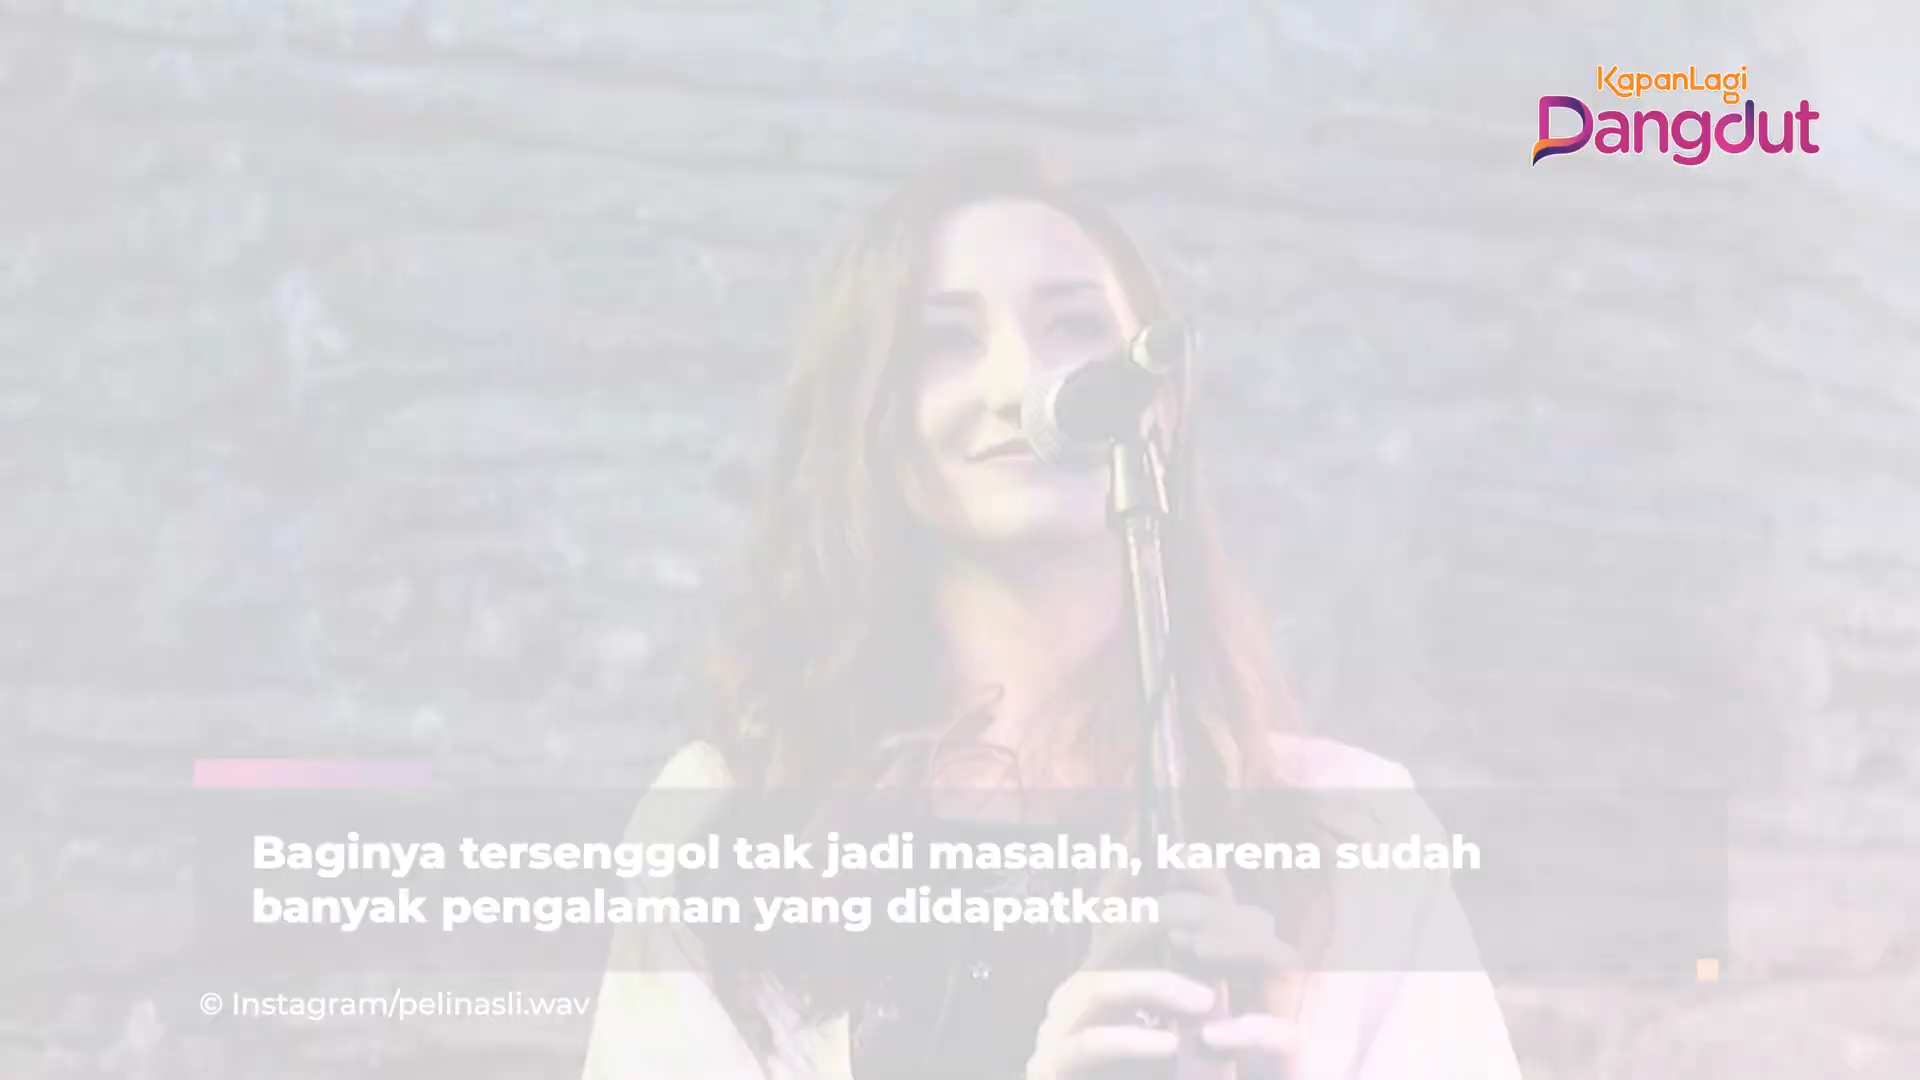 KapanLagi
Dangdut
Baginya tersenggol tak jadi masalah, karena sudah
banyak pengalaman yang didapatkan
© Instagram/pelinasli.wav